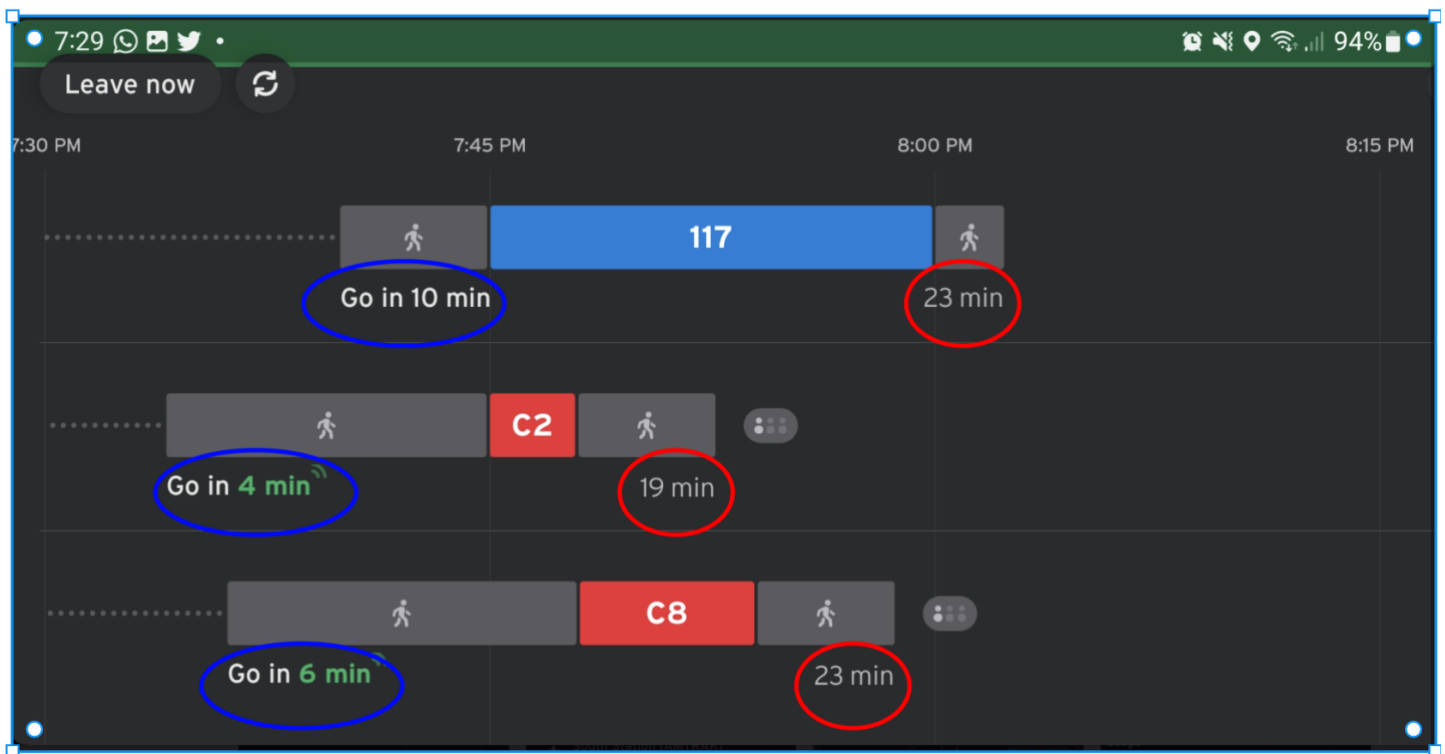 7:29 94%
Leave now
7:30 PM 7:45 PM 8:00 PM 8:15 PM
117
Go in 10 min 23 min
C2
Go in 4 min 19 min
C8
Go in 6 min 23 min